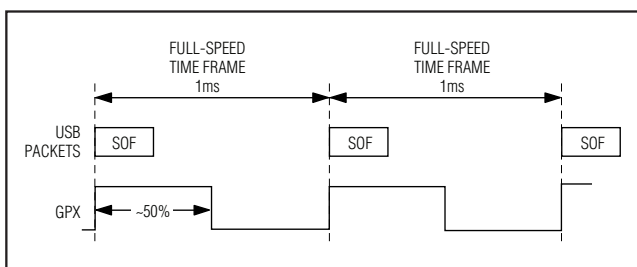 FULL-SPEED
TIME FRAME
1ms
FULL-SPEED
TIME FRAME
1ms
USB
PACKETS
SOF
SOF
SOF
GPX
~50%